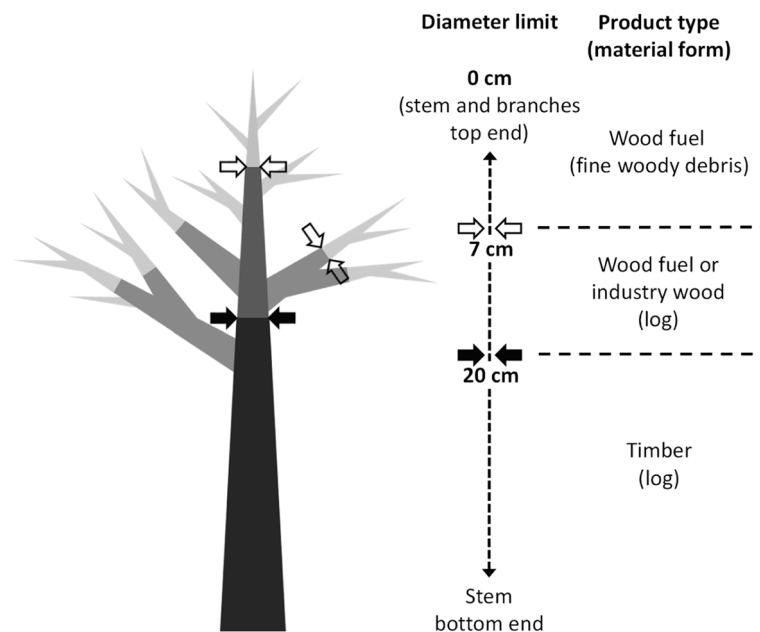 Diameter limit
Product type
(material form)
0 cm
(stem and branches
top end)
Wood fuel
(fine woody debris)
7 cm
Wood fuel or
industry wood
(log)
20 cm
Timber
(log)
Stem
bottom end